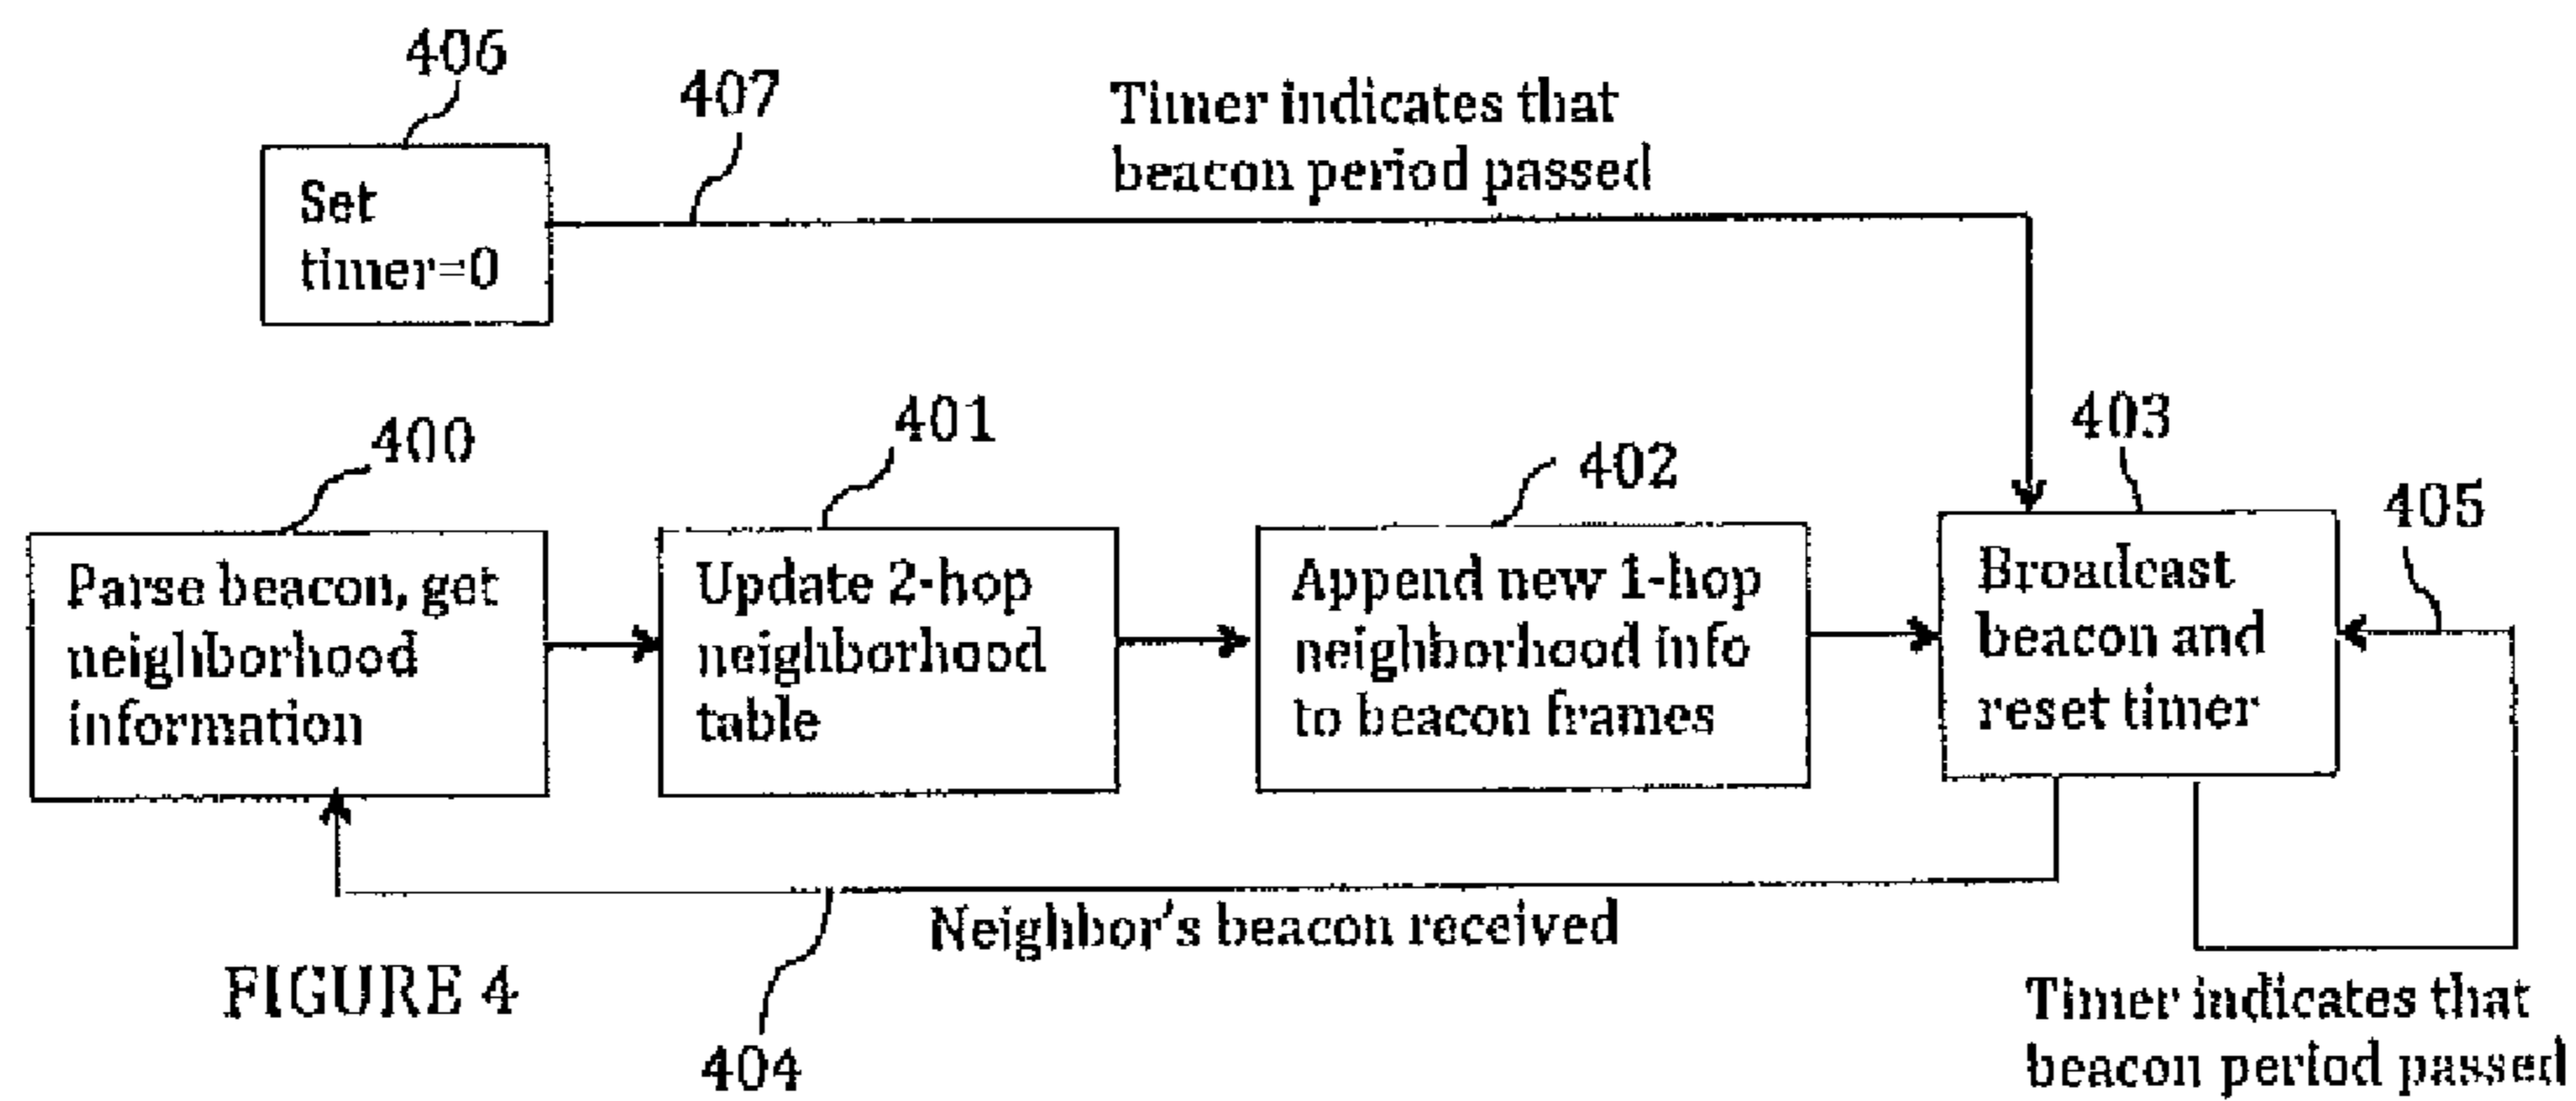 406
407
Timer indicates that
beacon period passed
Set
timer=0
400
401
402
403
405
Parse beacon, get
neighborhood
information
Update 2-hop
neighborhood
table
Append new 1-hop
neighborhood info
to beacon frames
Broadcast
beacon and
reset timer
Neighbor's beacon received
FIGURE 4
404
Timer indicates that
beacon period passed